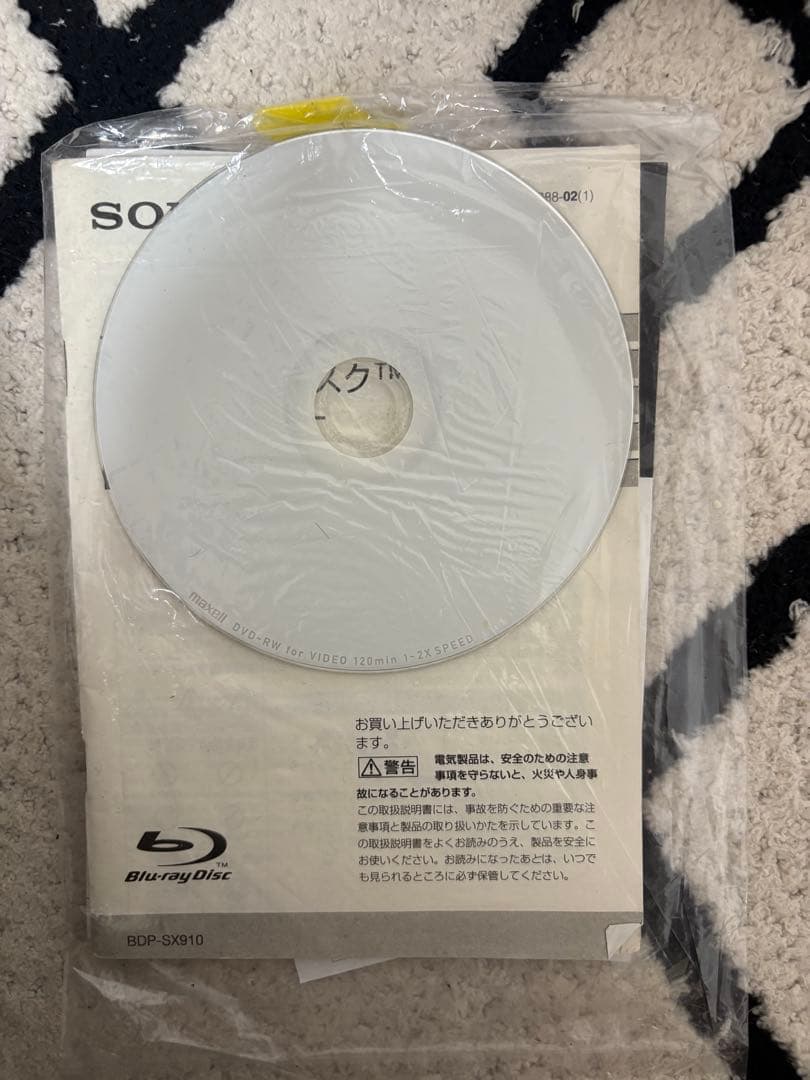 SO
988-02(1)
スク™
maxell DVD-RW for VIDEO 120min 1-2X SPEED
お買い上げいただきありがとうござい
ます。
警告 電気製品は、安全のための注意
事項を守らないと、火災や人身事
故になることがあります。
この取扱説明書には、事故を防ぐための重要な注
意事項と製品の取り扱いかたを示しています。こ
の取扱説明書をよくお読みのうえ、製品を安全に
お使いください。お読みになったあとは、いつで
も見られるところに必ず保管してください。
Blu-ray Disc™
BDP-SX910